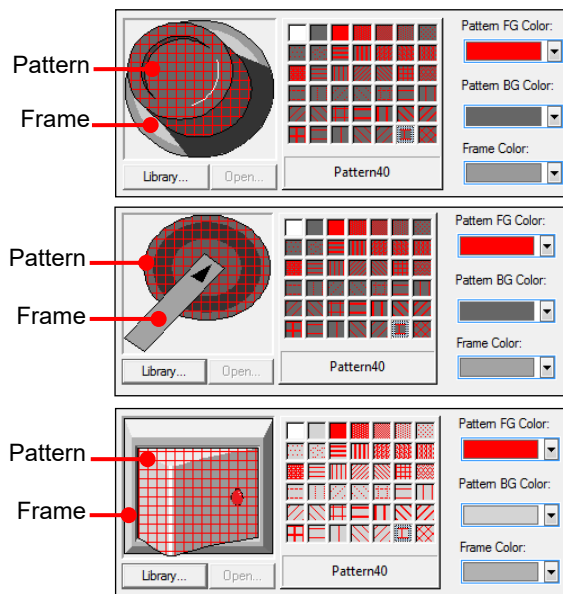 Pattern
Frame
Library...
Open...
Pattern40
Pattern FG Color:
Pattern BG Color:
Frame Color:
Pattern
Frame
Library...
Open...
Pattern40
Pattern FG Color:
Pattern BG Color:
Frame Color:
Pattern
Frame
Library...
Open...
Pattern40
Pattern FG Color:
Pattern BG Color:
Frame Color: